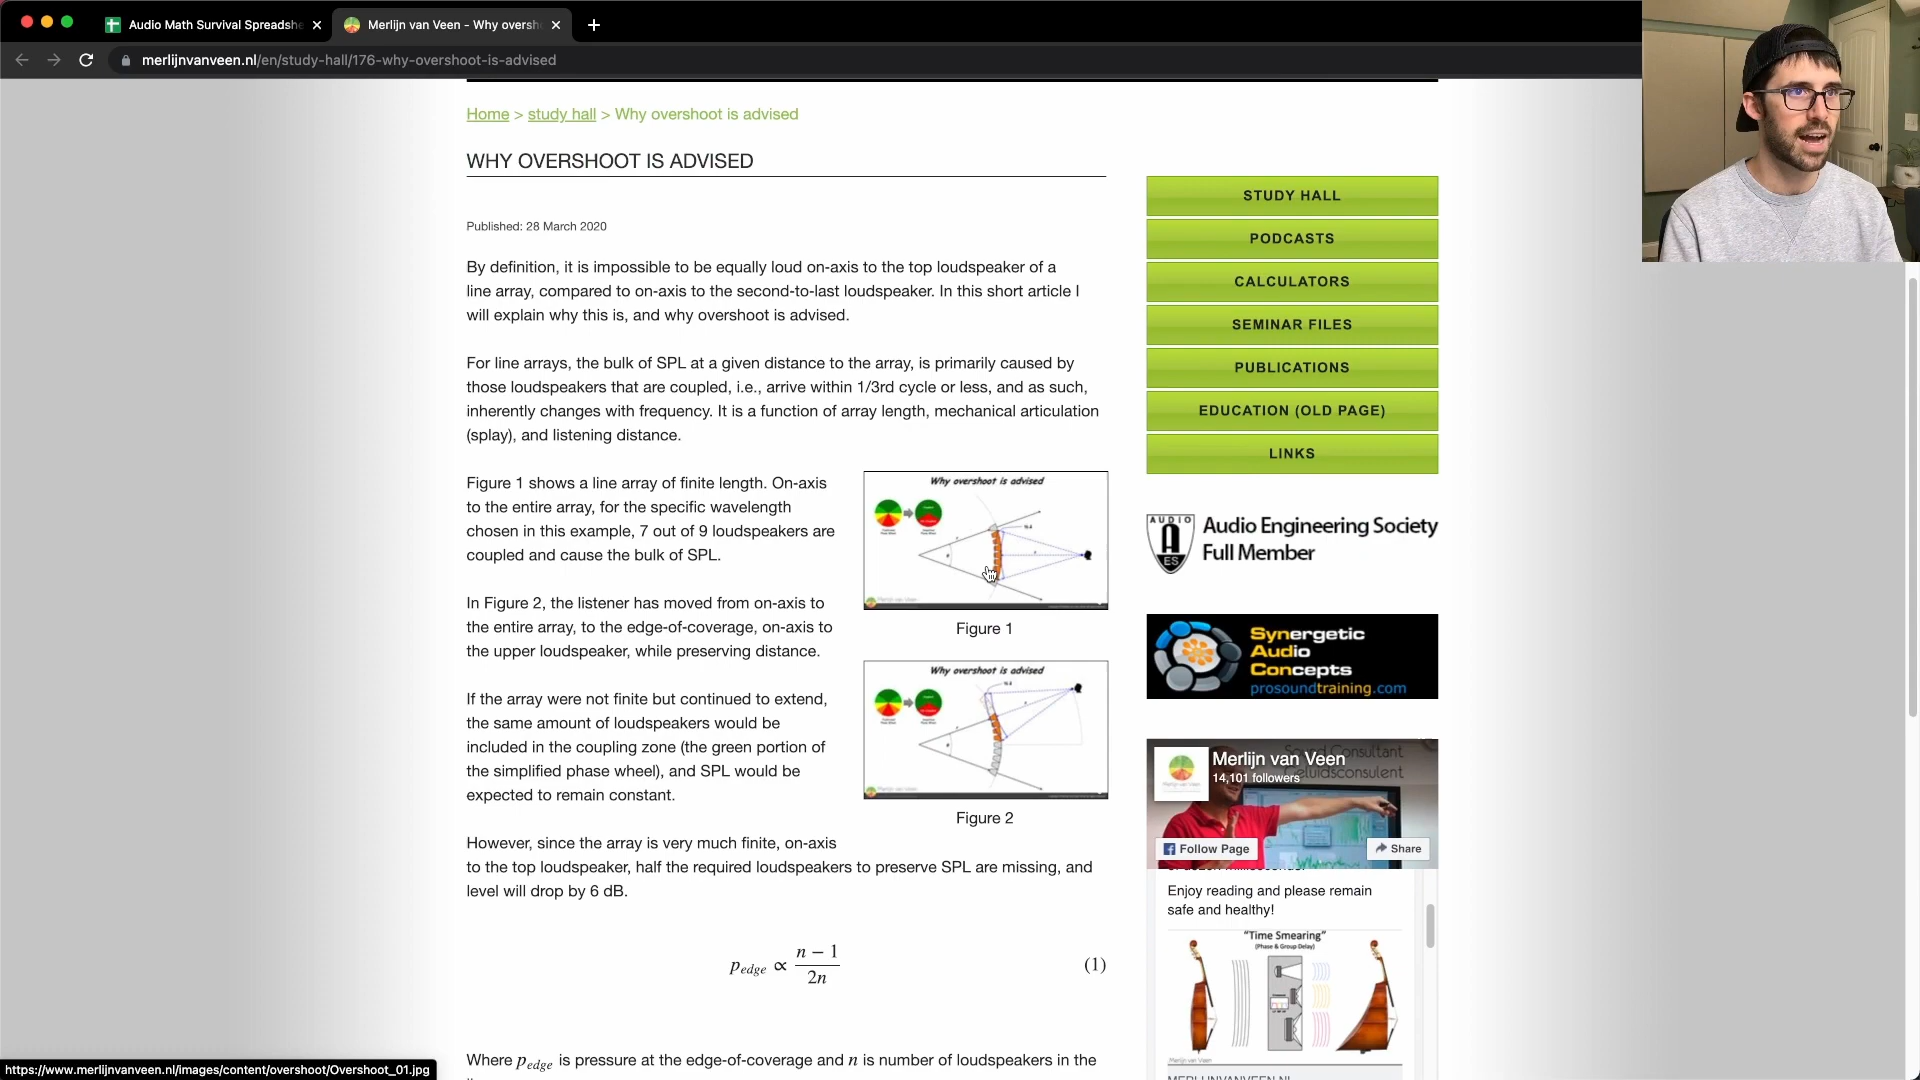 Audio Math Survival Spreadshe
Merlijn van Veen - Why oversh
merlijnvanveen.nl/en/study-hall/176-why-overshoot-is-advised
Home > study hall > Why overshoot is advised
WHY OVERSHOOT IS ADVISED
Published: 28 March 2020
By definition, it is impossible to be equally loud on-axis to the top loudspeaker of a
line array, compared to on-axis to the second-to-last loudspeaker. In this short article I
will explain why this is, and why overshoot is advised.
For line arrays, the bulk of SPL at a given distance to the array, is primarily caused by
those loudspeakers that are coupled, i.e., arrive within 1/3rd cycle or less, and as such,
inherently changes with frequency. It is a function of array length, mechanical articulation
(splay), and listening distance.
Figure 1 shows a line array of finite length. On-axis
to the entire array, for the specific wavelength
chosen in this example, 7 out of 9 loudspeakers are
coupled and cause the bulk of SPL.
In Figure 2, the listener has moved from on-axis to
the entire array, to the edge-of-coverage, on-axis to
the upper loudspeaker, while preserving distance.
If the array were not finite but continued to extend,
the same amount of loudspeakers would be
included in the coupling zone (the green portion of
the simplified phase wheel), and SPL would be
expected to remain constant.
However, since the array is very much finite, on-axis
to the top loudspeaker, half the required loudspeakers to preserve SPL are missing, and
level will drop by 6 dB.
Why overshoot is advised
Figure 1
Why overshoot is advised
Figure 2
p_edge ∝ (n − 1)/2n (1)
Where p_edge is pressure at the edge-of-coverage and n is number of loudspeakers in the
STUDY HALL
PODCASTS
CALCULATORS
SEMINAR FILES
PUBLICATIONS
EDUCATION (OLD PAGE)
LINKS
AUDIO
A
ES
Audio Engineering Society
Full Member
Synergetic
Audio
Concepts
prosoundtraining.com
Sound Consultant
Geluidsconsulent
Merlijn van Veen
14,101 followers
Follow Page
Share
Enjoy reading and please remain
safe and healthy!
"Time Smearing"
(Phase & Group Delay)
Merlijn van Veen
MERLIJNVANVEEN.NL
https://www.merlijnvanveen.nl/images/content/overshoot/Overshoot_01.jpg